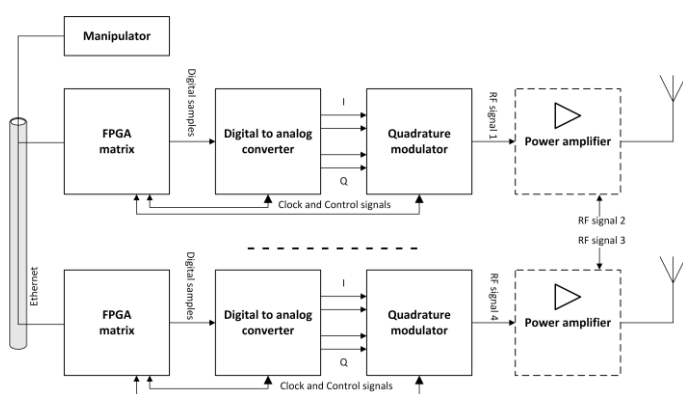 Manipulator
FPGA
matrix
Digital samples
Digital to analog
converter
I
Q
Quadrature
modulator
RF signal 1
Power amplifier
Clock and Control signals
RF signal 2
RF signal 3
Ethernet
FPGA
matrix
Digital samples
Digital to analog
converter
I
Q
Quadrature
modulator
RF signal 4
Power amplifier
Clock and Control signals